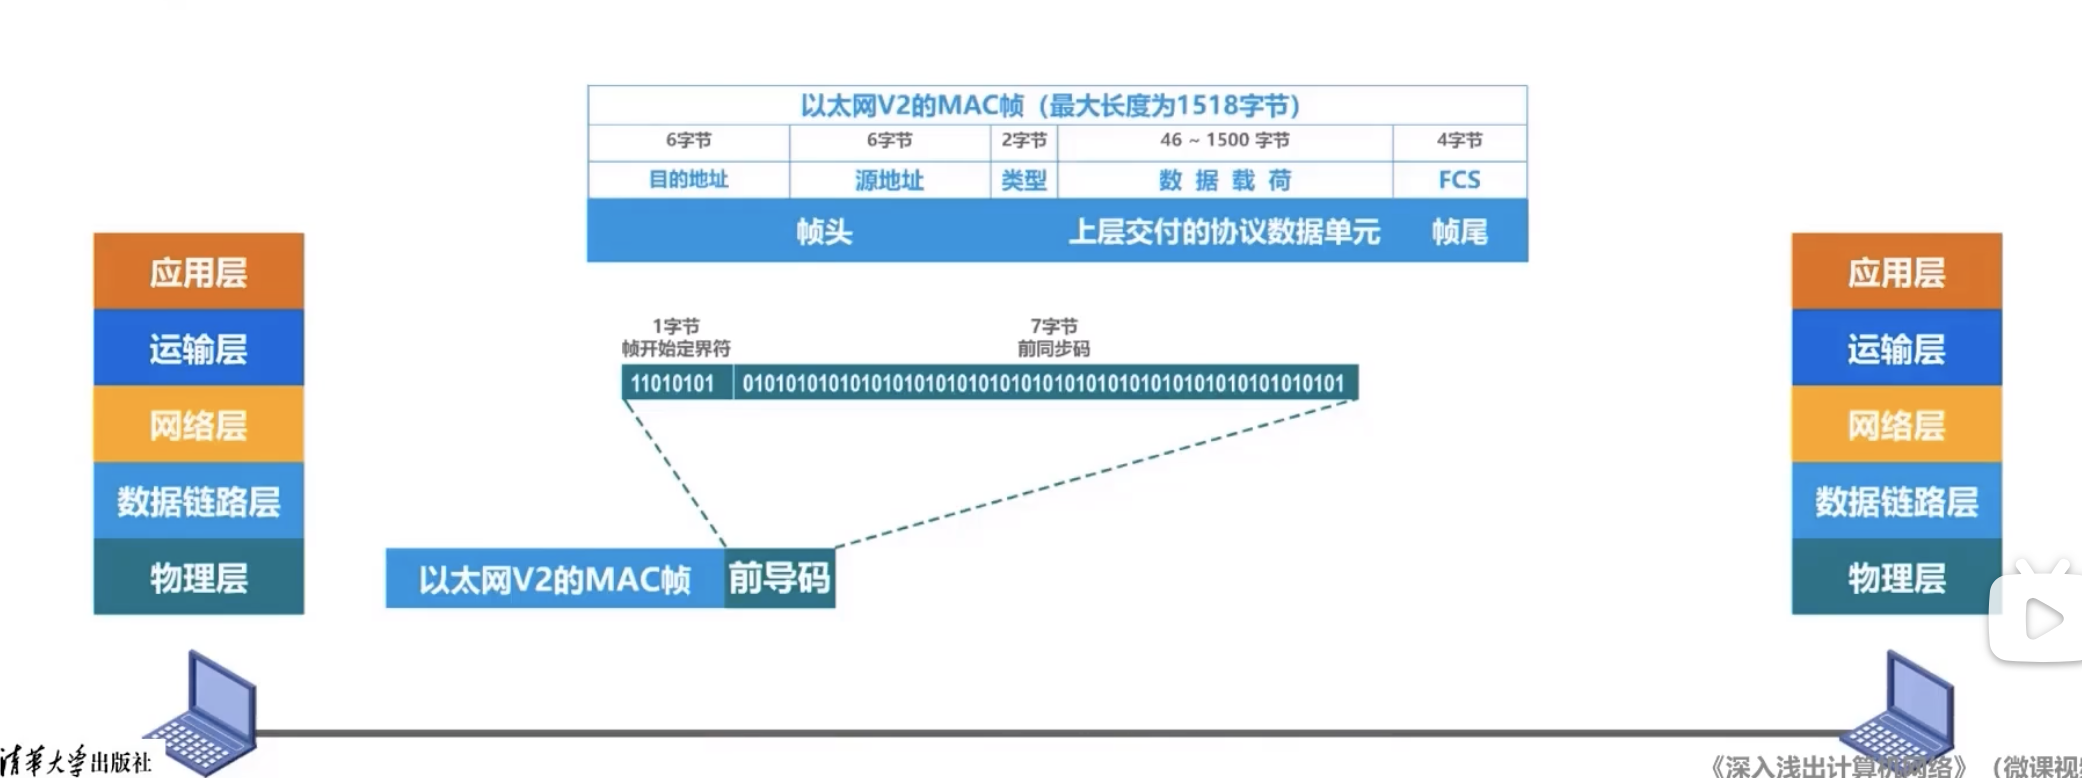 以太网V2的MAC帧（最大长度为1518字节）
6字节 6字节 2字节 46 ~ 1500 字节 4字节
目的地址 源地址 类型 数 据 载 荷 FCS
帧头 上层交付的协议数据单元 帧尾
应用层
运输层
网络层
数据链路层
物理层
1字节
帧开始定界符
7字节
前同步码
11010101 01010101010101010101010101010101010101010101010101010101
以太网V2的MAC帧 前导码
应用层
运输层
网络层
数据链路层
物理层
清华大学出版社
《深入浅出计算机网络》（微课视频